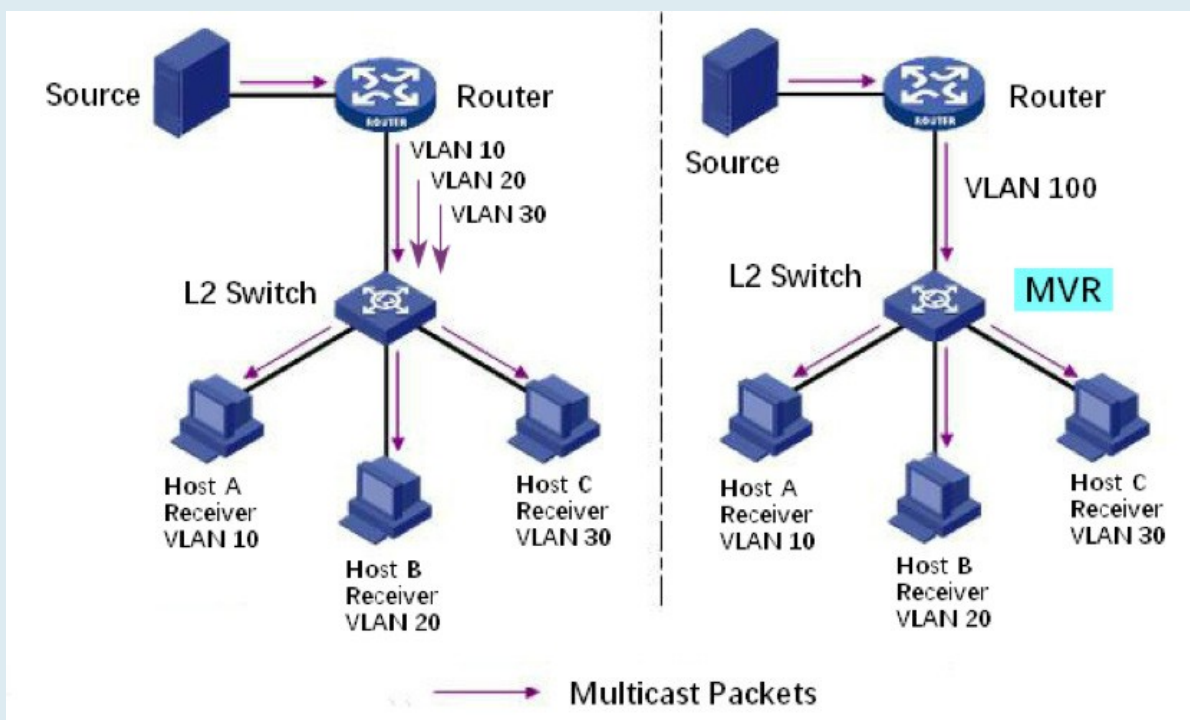 Source
Router
ROUTER
VLAN 10
VLAN 20
VLAN 30
L2 Switch
Host A
Receiver
VLAN 10
Host B
Receiver
VLAN 20
Host C
Receiver
VLAN 30
Source
Router
ROUTER
VLAN 100
L2 Switch
MVR
Host A
Receiver
VLAN 10
Host B
Receiver
VLAN 20
Host C
Receiver
VLAN 30
Multicast Packets